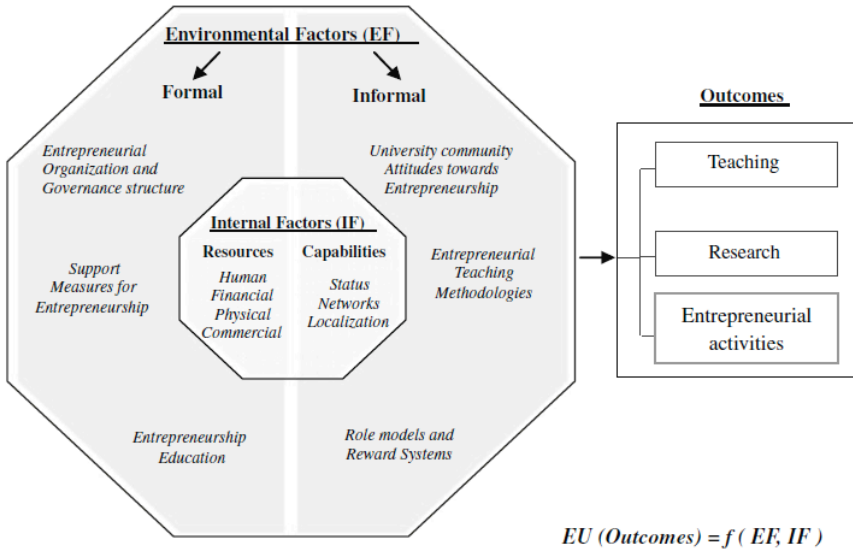 Environmental Factors (EF)
Formal
Informal
Entrepreneurial
Organization and
Governance structure
University community
Attitudes towards
Entrepreneurship
Internal Factors (IF)
Resources
Capabilities
Human
Financial
Physical
Commercial
Status
Networks
Localization
Support
Measures for
Entrepreneurship
Entrepreneurial
Teaching
Methodologies
Entrepreneurship
Education
Role models and
Reward Systems
Outcomes
Teaching
Research
Entrepreneurial
activities
EU (Outcomes) = f ( EF, IF )